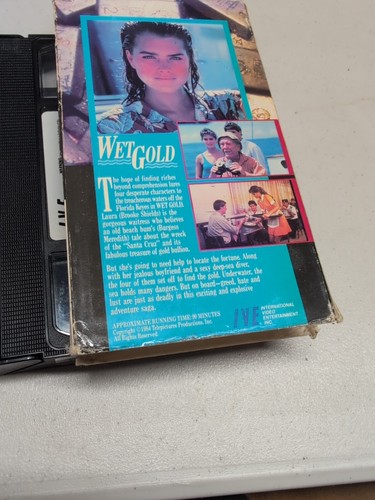 WET GOLD
The hope of finding riches
beyond comprehension lures
four desperate characters to
the treacherous waters off the
Florida Keyes in WET GOLD.
Laura (Brooke Shields) is the
gorgeous waitress who believes
an old beach bum's (Burgess
Meredith) tale about the wreck
of the "Santa Cruz" and its
fabulous treasure of gold bullion.
But she's going to need help to locate the fortune. Along
with her jealous boyfriend and a sexy deep-sea diver,
the four of them set off to find the gold. Underwater, the
sea holds many dangers. But on board—greed, hate and
lust are just as deadly in this exciting and explosive
adventure saga.
APPROXIMATE RUNNING TIME: 90 MINUTES
Copyright © 1984 Telepictures Productions, Inc.
All Rights Reserved.
IVE
INTERNATIONAL
VIDEO
ENTERTAINMENT
INC.